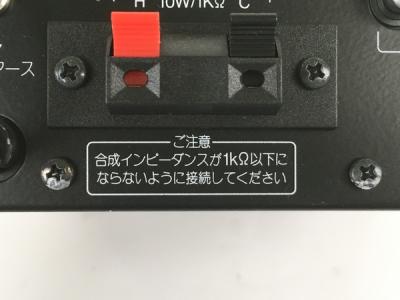 H 10W/1KΩ C
アース
ご注意
合成インピーダンスが1kΩ以下に
ならないように接続してください